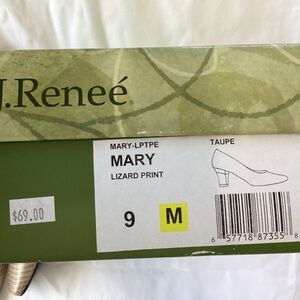 J.Reneé
MARY-LPTPE
TAUPE
MARY
LIZARD PRINT
$69.00
9
M
6 57718 87355 8